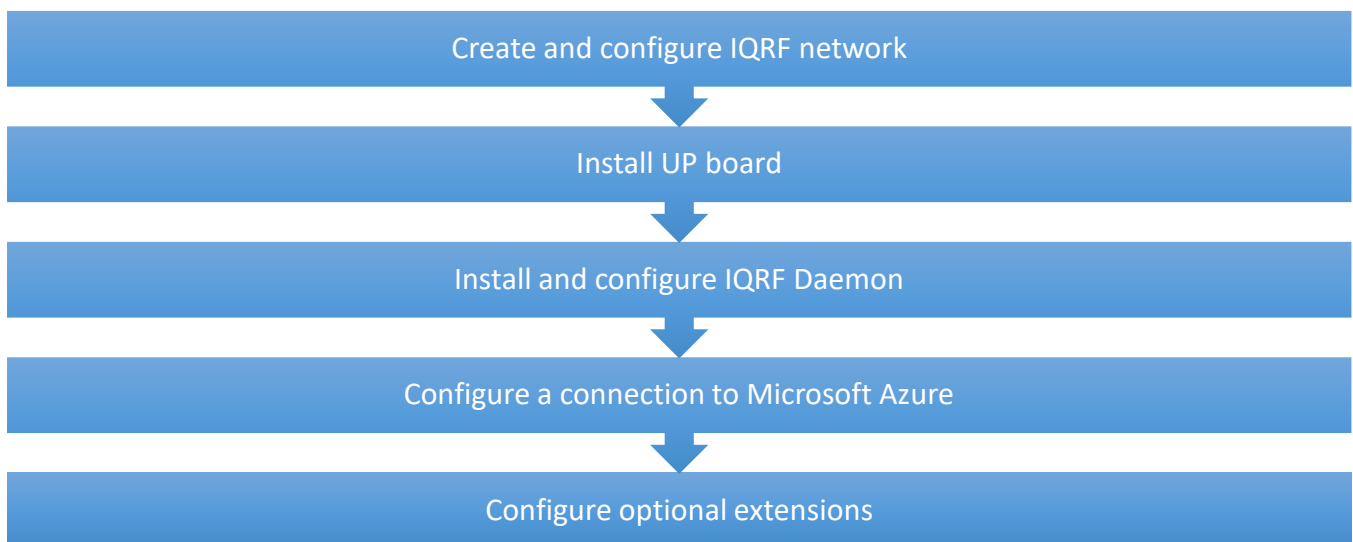 Create and configure IQRF network
Install UP board
Install and configure IQRF Daemon
Configure a connection to Microsoft Azure
Configure optional extensions